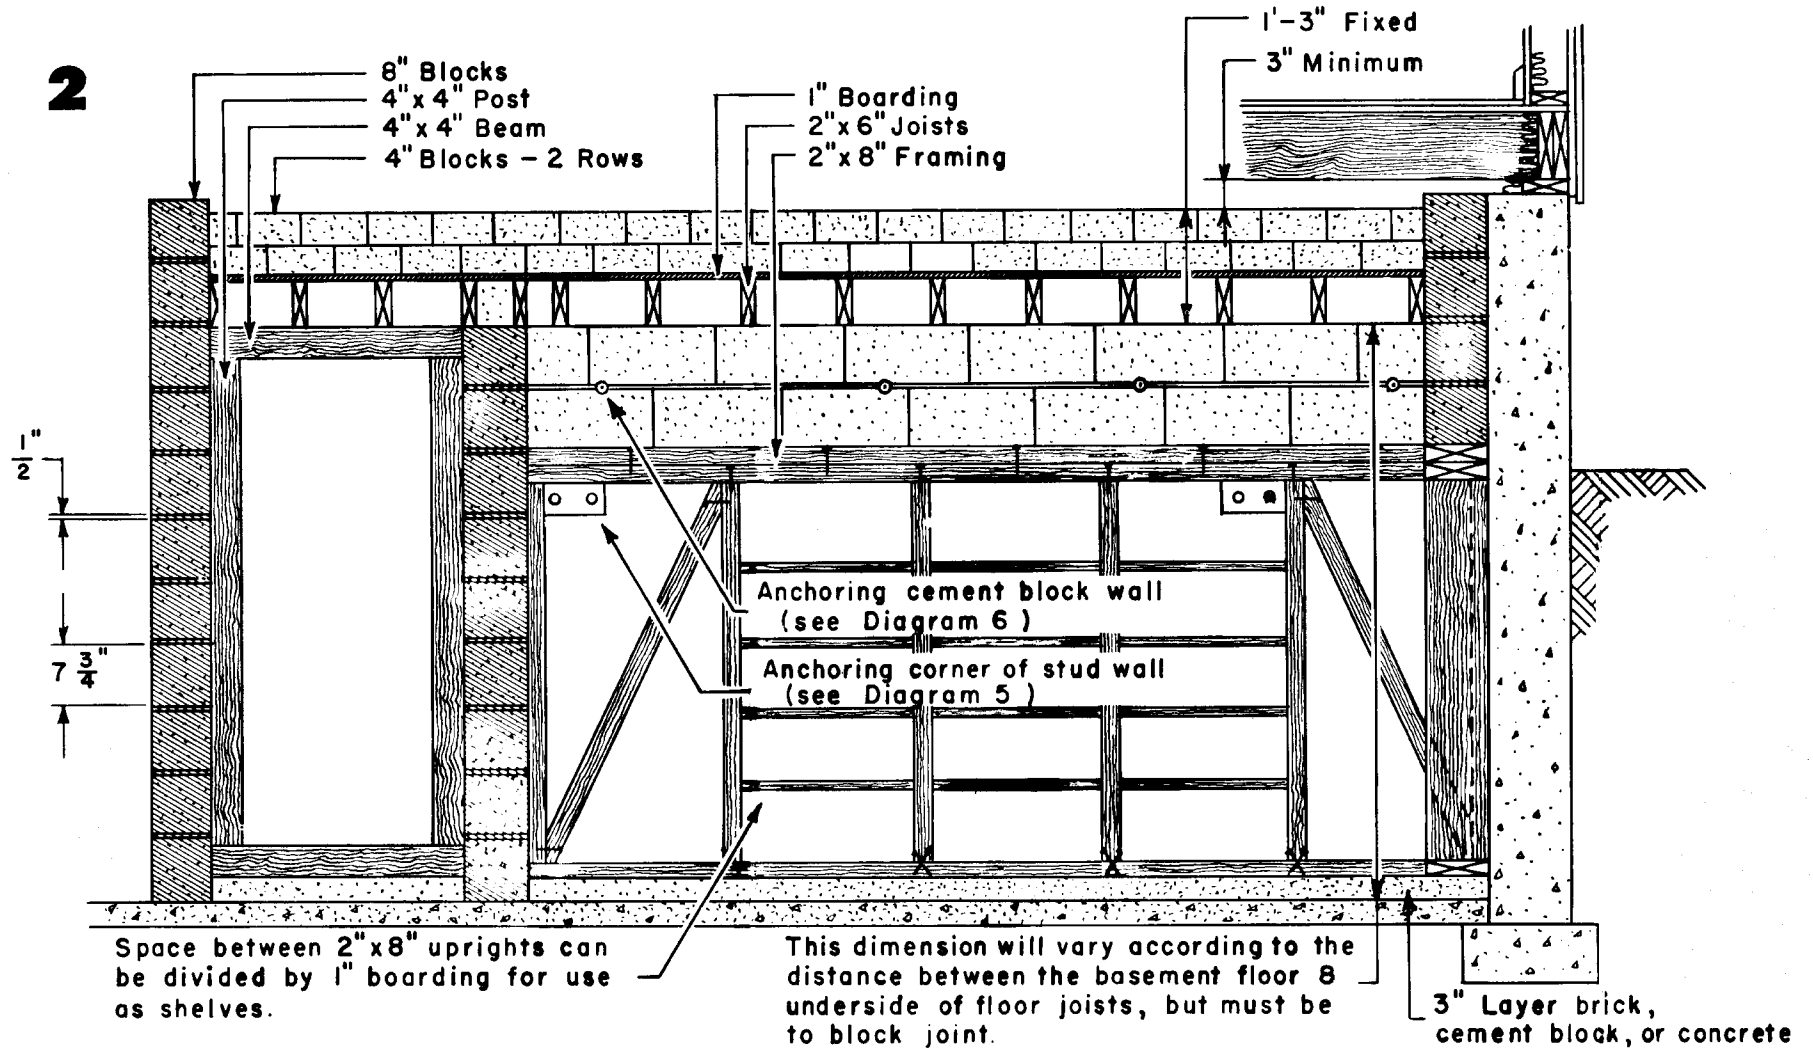 2
8" Blocks
4"x 4" Post
4"x 4" Beam
4" Blocks - 2 Rows
1" Boarding
2"x 6" Joists
2"x 8" Framing
1'-3" Fixed
3" Minimum
1/2"
7 3/4"
Anchoring cement block wall
(see Diagram 6)
Anchoring corner of stud wall
(see Diagram 5)
Space between 2"x8" uprights can
be divided by 1" boarding for use
as shelves.
This dimension will vary according to the
distance between the basement floor 8
underside of floor joists, but must be
to block joint.
3" Layer brick,
cement block, or concrete